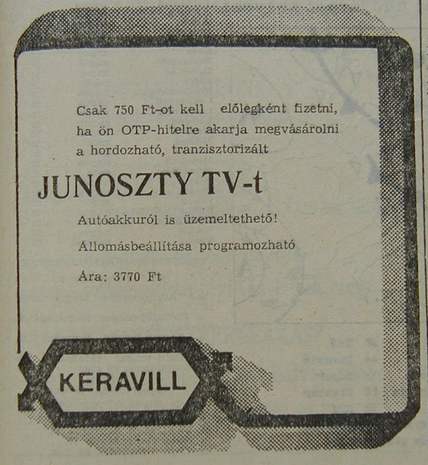 Csak 750 Ft-ot kell előlegként fizetni,
ha ön OTP-hitelre akarja megvásárolni
a hordozható, tranzisztorizált
JUNOSZTY TV-t
Autóakkuról is üzemeltethető!
Állomásbeállítása programozható
Ára: 3770 Ft
KERAVILL